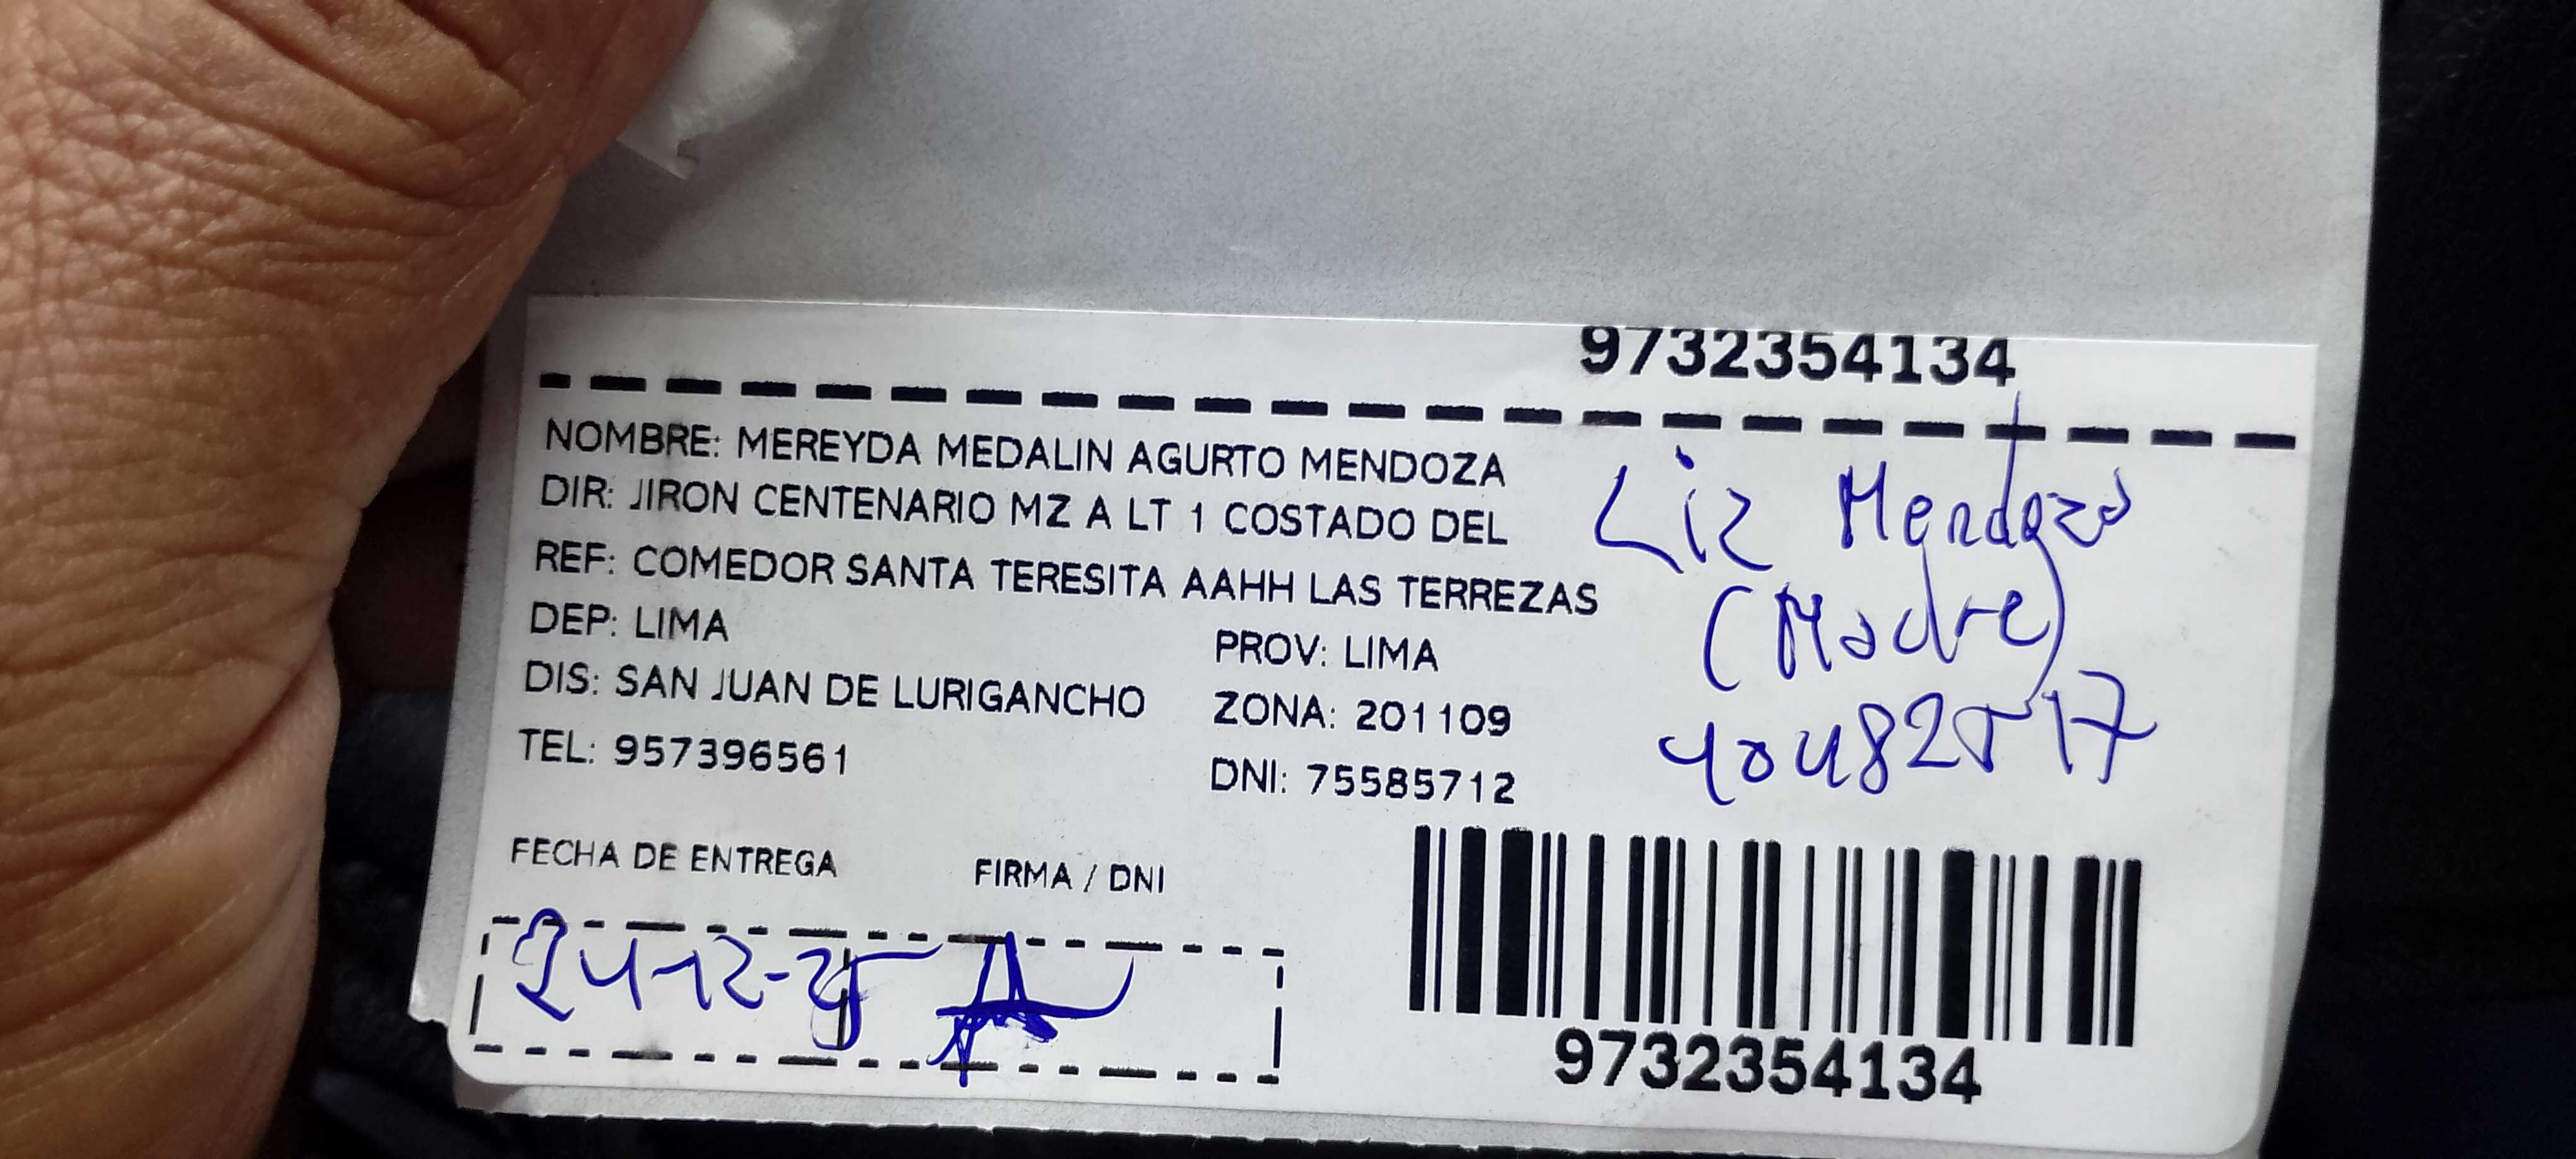 9732354134
NOMBRE: MEREYDA MEDALIN AGURTO MENDOZA
DIR: JIRON CENTENARIO MZ A LT 1 COSTADO DEL
REF: COMEDOR SANTA TERESITA AAHH LAS TERREZAS
DEP: LIMA PROV: LIMA
DIS: SAN JUAN DE LURIGANCHO ZONA: 201109
TEL: 957396561 DNI: 75585712
Liz Mendoza
(Madre)
40482517
FECHA DE ENTREGA FIRMA / DNI
24-12-25
9732354134